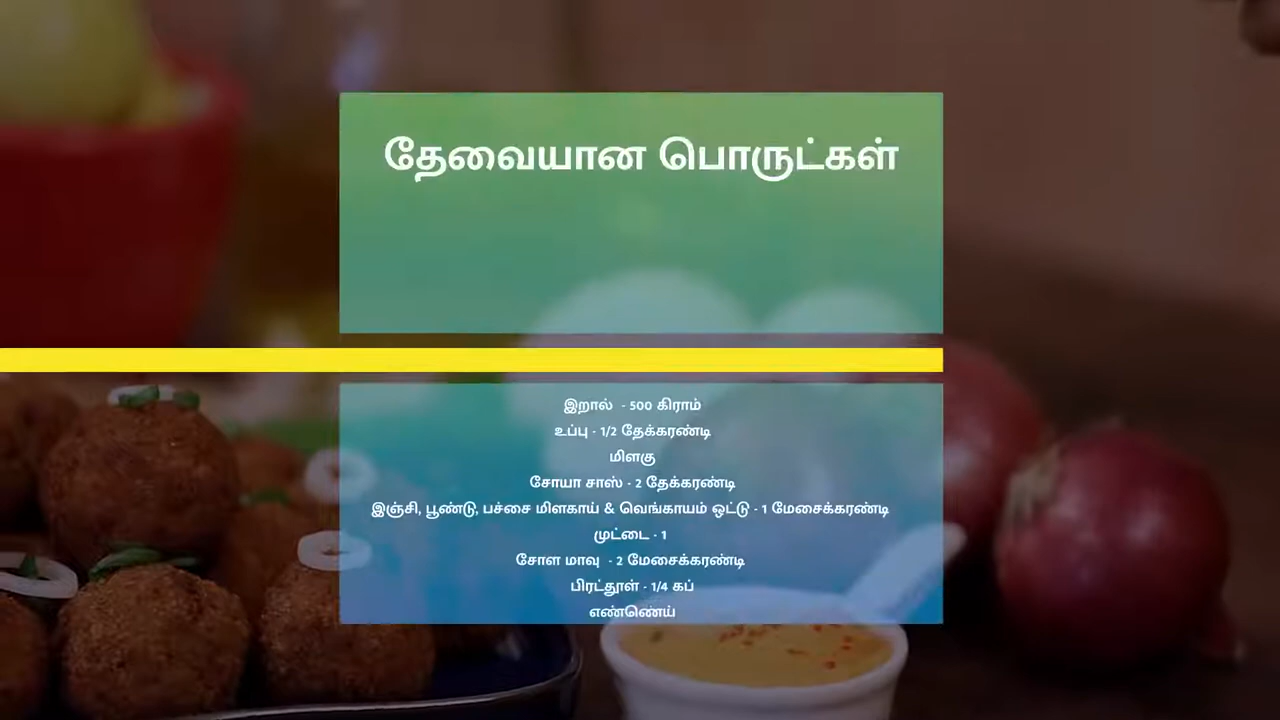 தேவையான பொருட்கள்
இறால் - 500 கிராம்
உப்பு - 1/2 தேக்கரண்டி
மிளகு
சோயா சாஸ் - 2 தேக்கரண்டி
இஞ்சி, பூண்டு, பச்சை மிளகாய் & வெங்காயம் ஒட்டு - 1 மேசைக்கரண்டி
முட்டை - 1
சோள மாவு - 2 மேசைக்கரண்டி
பிரட்தூள் - 1/4 கப்
எண்ணெய்